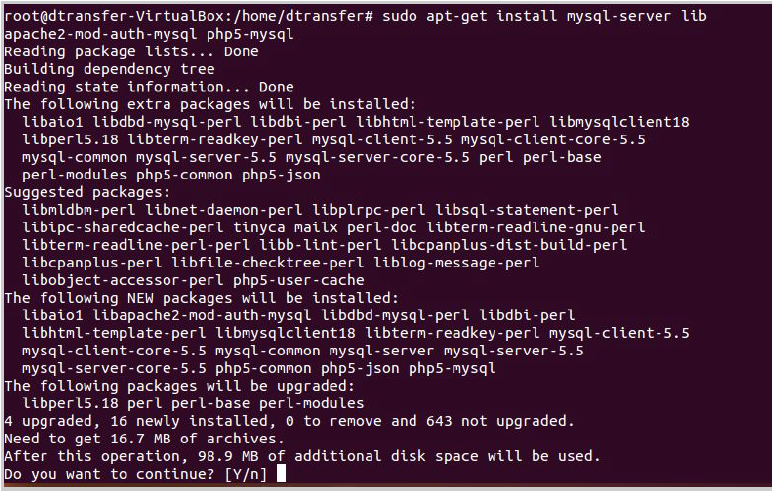 root@dtransfer-VirtualBox:/home/dtransfer# sudo apt-get install mysql-server lib
apache2-mod-auth-mysql php5-mysql
Reading package lists... Done
Building dependency tree
Reading state information... Done
The following extra packages will be installed:
  libaio1 libdbd-mysql-perl libdbi-perl libhtml-template-perl libmysqlclient18
  libperl5.18 libterm-readkey-perl mysql-client-5.5 mysql-client-core-5.5
  mysql-common mysql-server-5.5 mysql-server-core-5.5 perl perl-base
  perl-modules php5-common php5-json
Suggested packages:
  libmldbm-perl libnet-daemon-perl libplrpc-perl libsql-statement-perl
  libipc-sharedcache-perl tinyca mailx perl-doc libterm-readline-gnu-perl
  libterm-readline-perl-perl libb-lint-perl libcpanplus-dist-build-perl
  libcpanplus-perl libfile-checktree-perl liblog-message-perl
  libobject-accessor-perl php5-user-cache
The following NEW packages will be installed:
  libaio1 libapache2-mod-auth-mysql libdbd-mysql-perl libdbi-perl
  libhtml-template-perl libmysqlclient18 libterm-readkey-perl mysql-client-5.5
  mysql-client-core-5.5 mysql-common mysql-server mysql-server-5.5
  mysql-server-core-5.5 php5-common php5-json php5-mysql
The following packages will be upgraded:
  libperl5.18 perl perl-base perl-modules
4 upgraded, 16 newly installed, 0 to remove and 643 not upgraded.
Need to get 16.7 MB of archives.
After this operation, 98.9 MB of additional disk space will be used.
Do you want to continue? [Y/n]